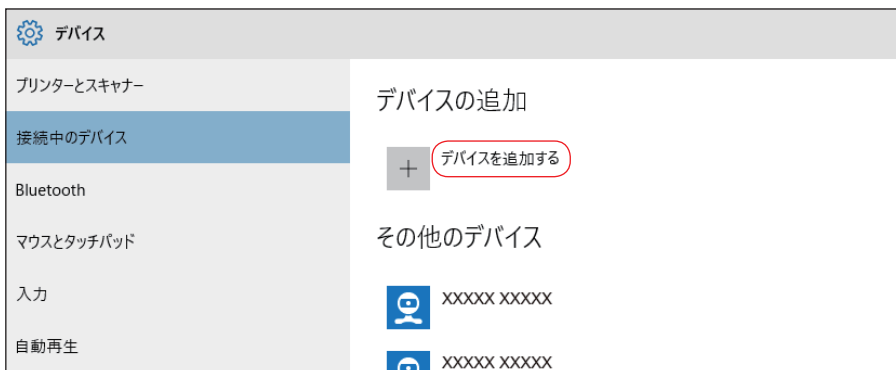 デバイス
プリンターとスキャナー
接続中のデバイス
Bluetooth
マウスとタッチパッド
入力
自動再生
デバイスの追加
デバイスを追加する
その他のデバイス
XXXXX XXXXX
XXXXX XXXXX